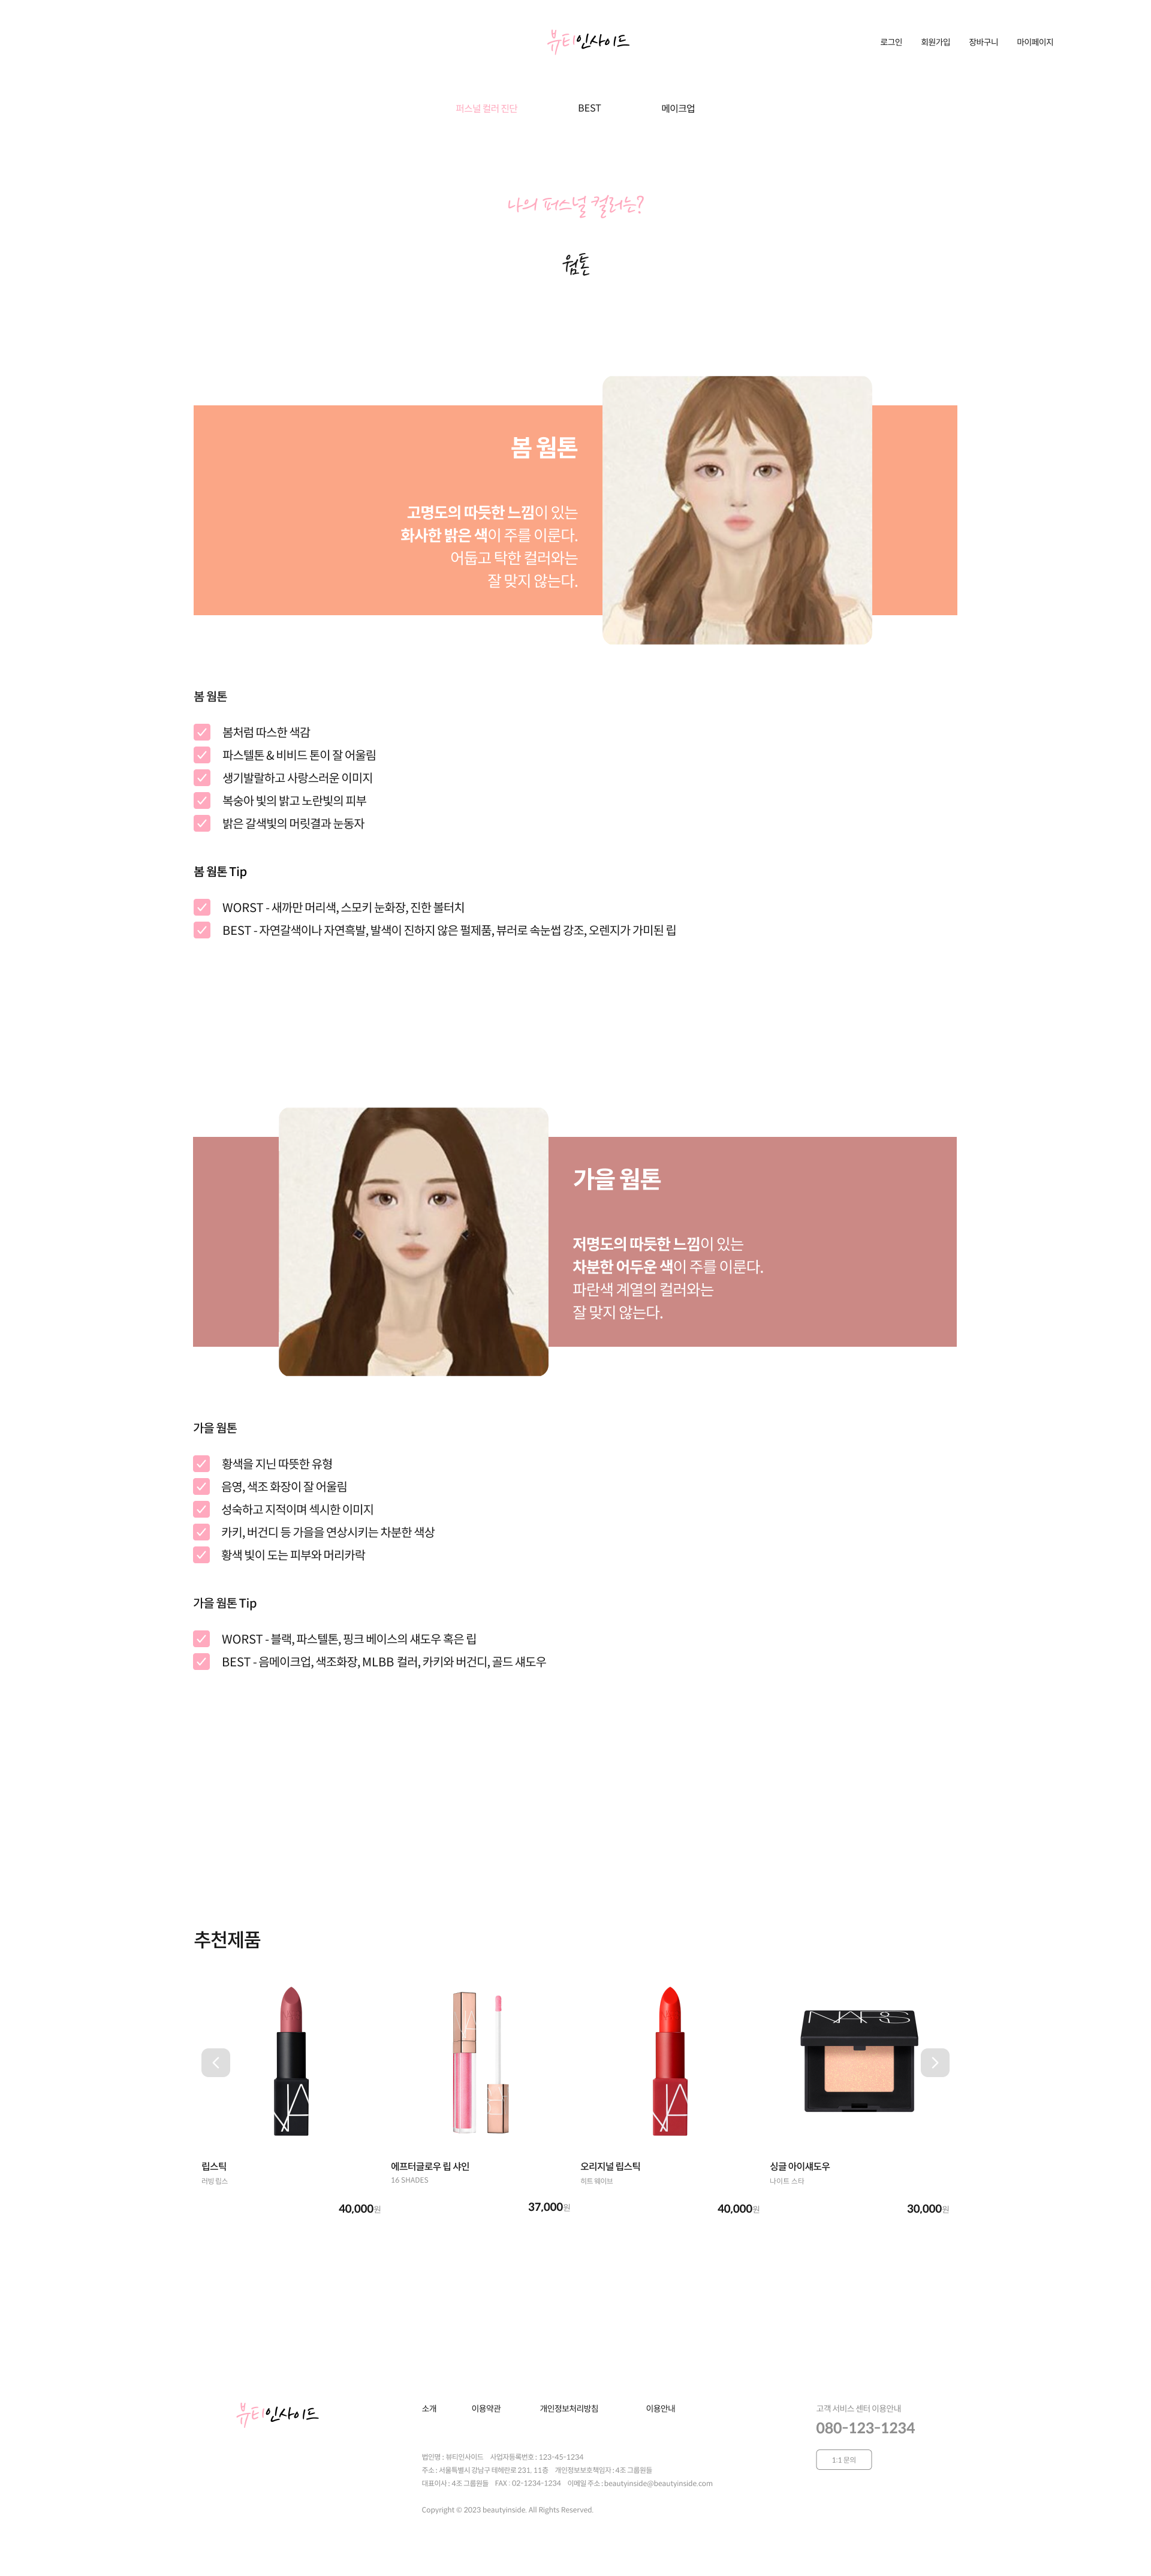 뷰티인사이드
로그인 회원가입 장바구니 마이페이지
퍼스널 컬러 진단 BEST 메이크업
나의 퍼스널 컬러는?
웜톤
봄 웜톤
고명도의 따듯한 느낌이 있는
화사한 밝은 색이 주를 이룬다.
어둡고 탁한 컬러와는
잘 맞지 않는다.
봄 웜톤
봄처럼 따스한 색감
파스텔톤 & 비비드 톤이 잘 어울림
생기발랄하고 사랑스러운 이미지
복숭아 빛의 밝고 노란빛의 피부
밝은 갈색빛의 머릿결과 눈동자
봄 웜톤 Tip
WORST - 새까만 머리색, 스모키 눈화장, 진한 볼터치
BEST - 자연갈색이나 자연흑발, 발색이 진하지 않은 펄제품, 뷰러로 속눈썹 강조, 오렌지가 가미된 립
가을 웜톤
저명도의 따듯한 느낌이 있는
차분한 어두운 색이 주를 이룬다.
파란색 계열의 컬러와는
잘 맞지 않는다.
가을 웜톤
황색을 지닌 따뜻한 유형
음영, 색조 화장이 잘 어울림
성숙하고 지적이며 섹시한 이미지
카키, 버건디 등 가을을 연상시키는 차분한 색상
황색 빛이 도는 피부와 머리카락
가을 웜톤 Tip
WORST - 블랙, 파스텔톤, 핑크 베이스의 섀도우 혹은 립
BEST - 음메이크업, 색조화장, MLBB 컬러, 카키와 버건디, 골드 섀도우
추천제품
NARS
립스틱 에프터글로우 립 샤인 오리지널 립스틱 싱글 아이섀도우
러빙 립스 16 SHADES 히트 웨이브 나이트 스타
40,000원 37,000원 40,000원 30,000원
뷰티인사이드
소개 이용약관 개인정보처리방침 이용안내
고객 서비스 센터 이용안내
080-123-1234
1:1 문의
법인명 : 뷰티인사이드 사업자등록번호 : 123-45-1234
주소 : 서울특별시 강남구 테헤란로 231, 11층 개인정보보호책임자 : 4조 그룹원들
대표이사 : 4조 그룹원들 FAX : 02-1234-1234 이메일 주소 : beautyinside@beautyinside.com
Copyright © 2023 beautyinside. All Rights Reserved.